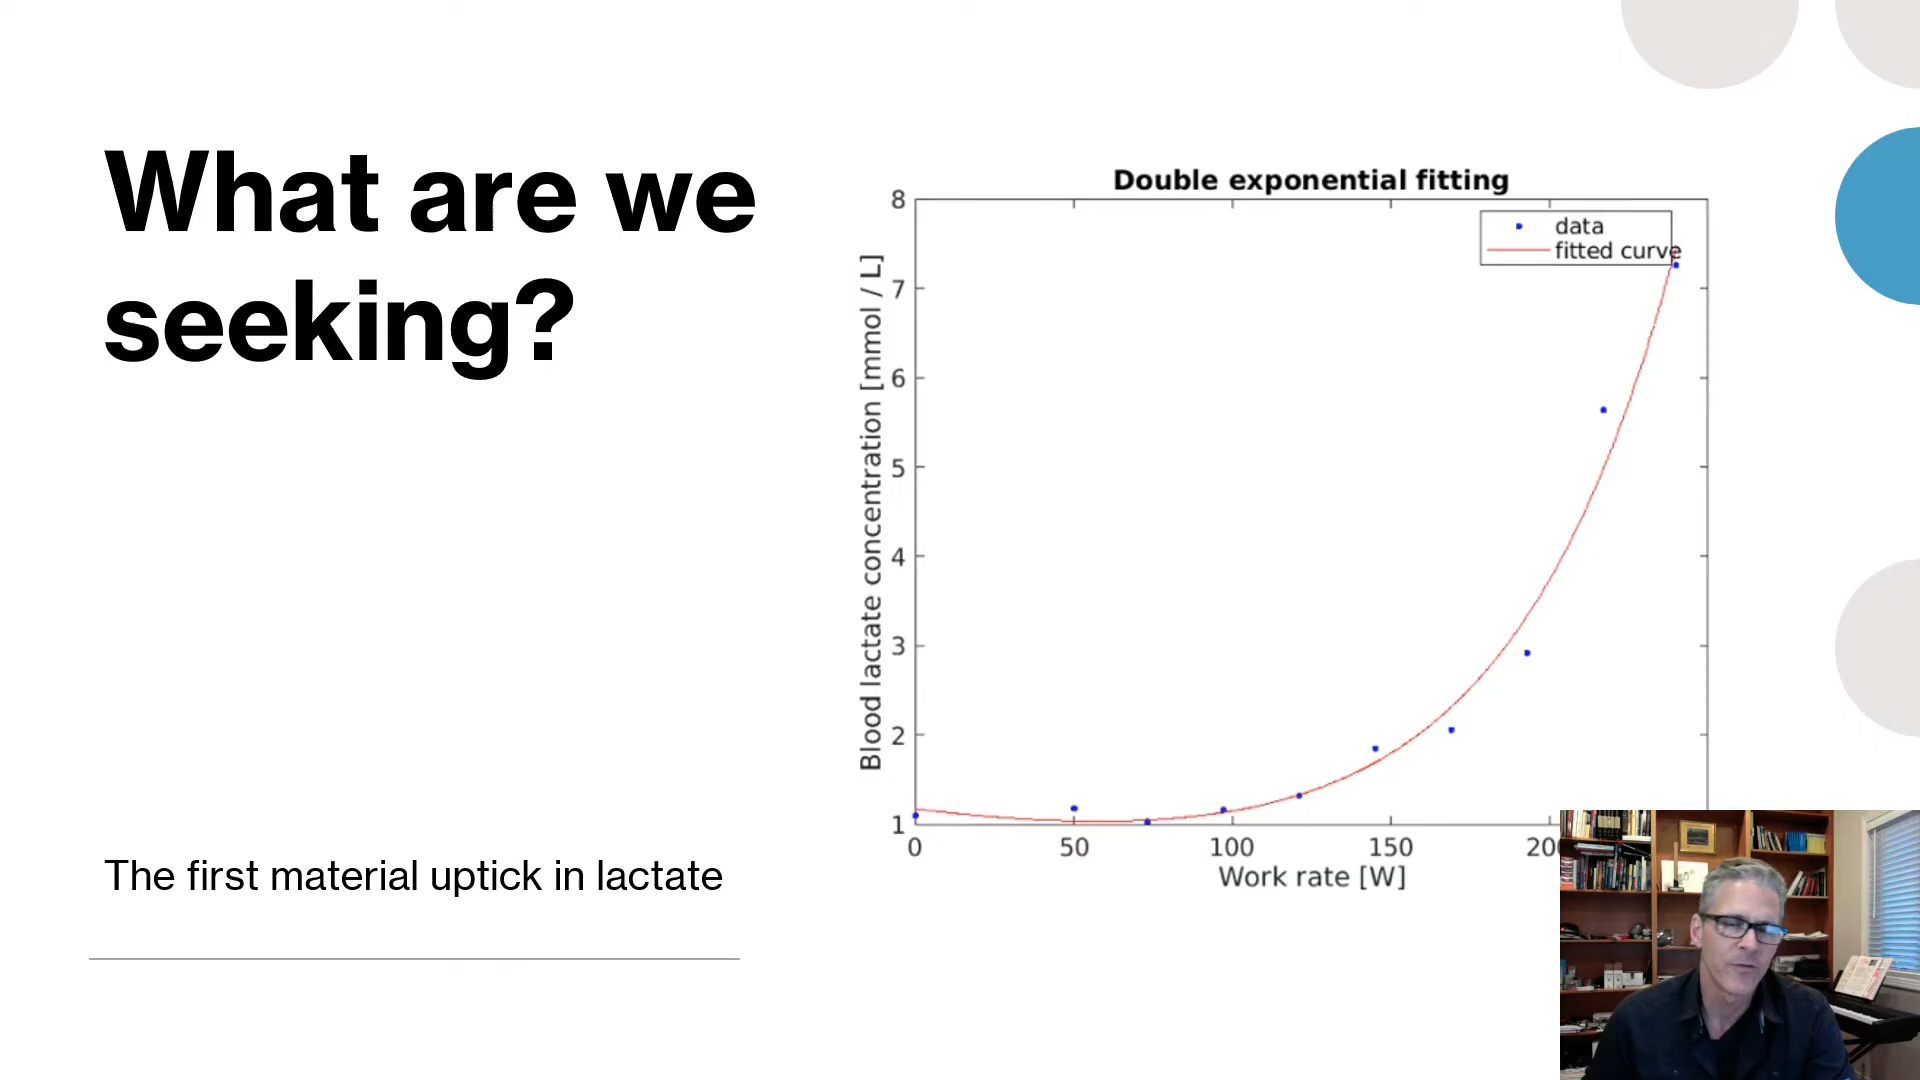 What are we
seeking?
The first material uptick in lactate
Double exponential fitting
data
fitted curve
Blood lactate concentration [mmol / L]
8
7
6
5
4
3
2
1
0 50 100 150 20
Work rate [W]